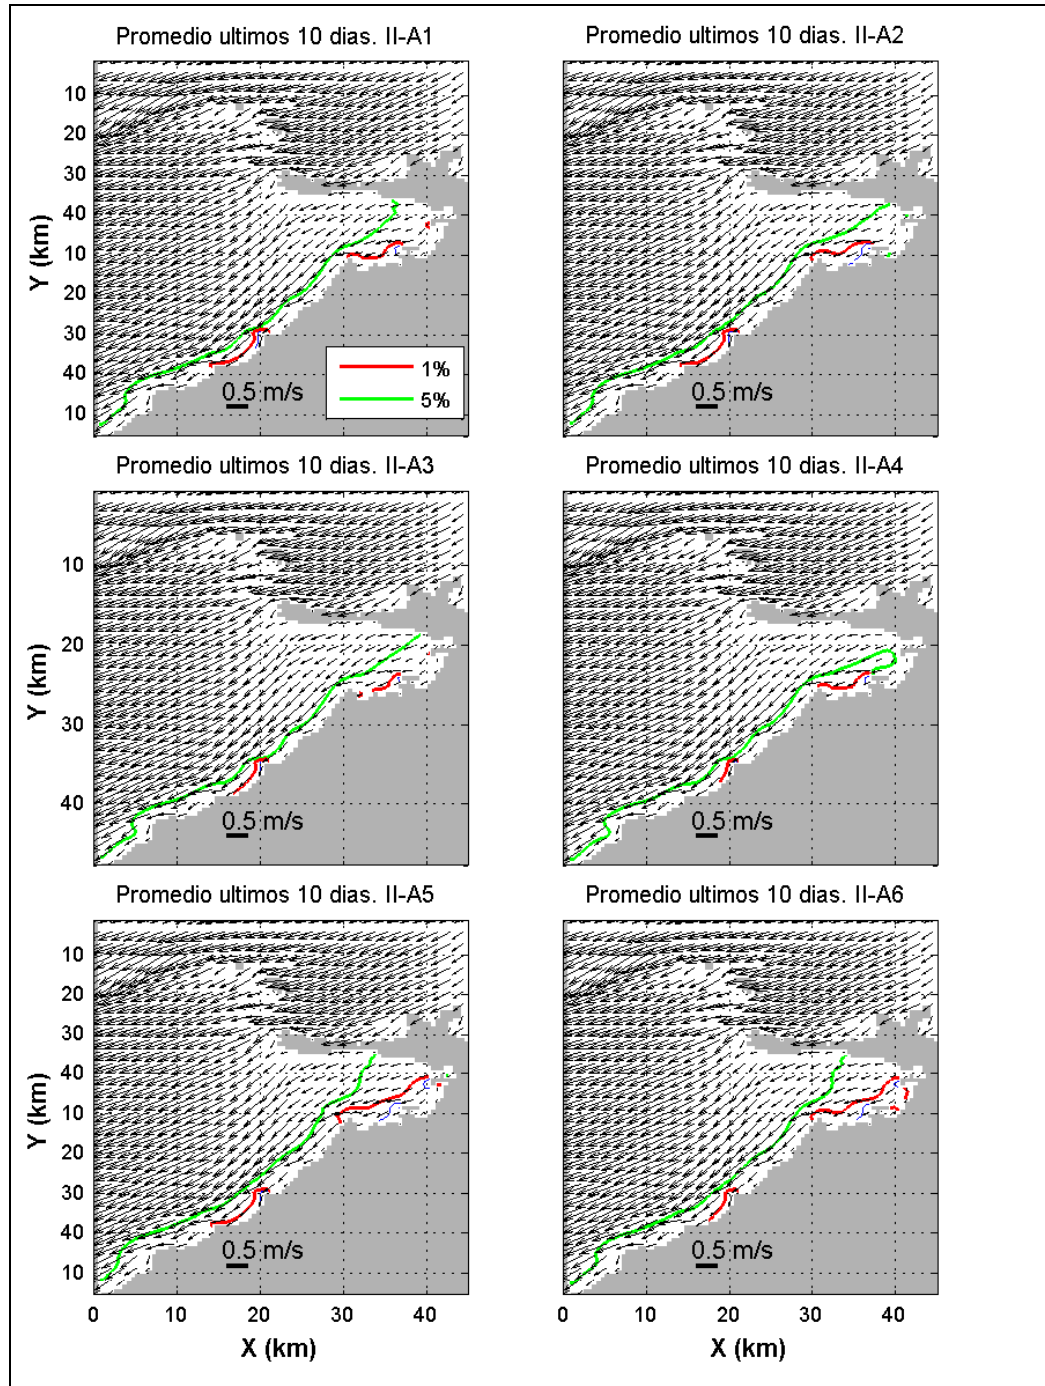 Promedio ultimos 10 dias. II-A1
Promedio ultimos 10 dias. II-A2
10
20
30
40
10
20
30
40
10
Y (km)
1%
5%
0.5 m/s
0.5 m/s
Promedio ultimos 10 dias. II-A3
Promedio ultimos 10 dias. II-A4
10
20
30
40
Y (km)
0.5 m/s
0.5 m/s
Promedio ultimos 10 dias. II-A5
Promedio ultimos 10 dias. II-A6
10
20
30
40
10
20
30
40
10
Y (km)
0.5 m/s
0.5 m/s
0 10 20 30 40
0 10 20 30 40
X (km)
X (km)